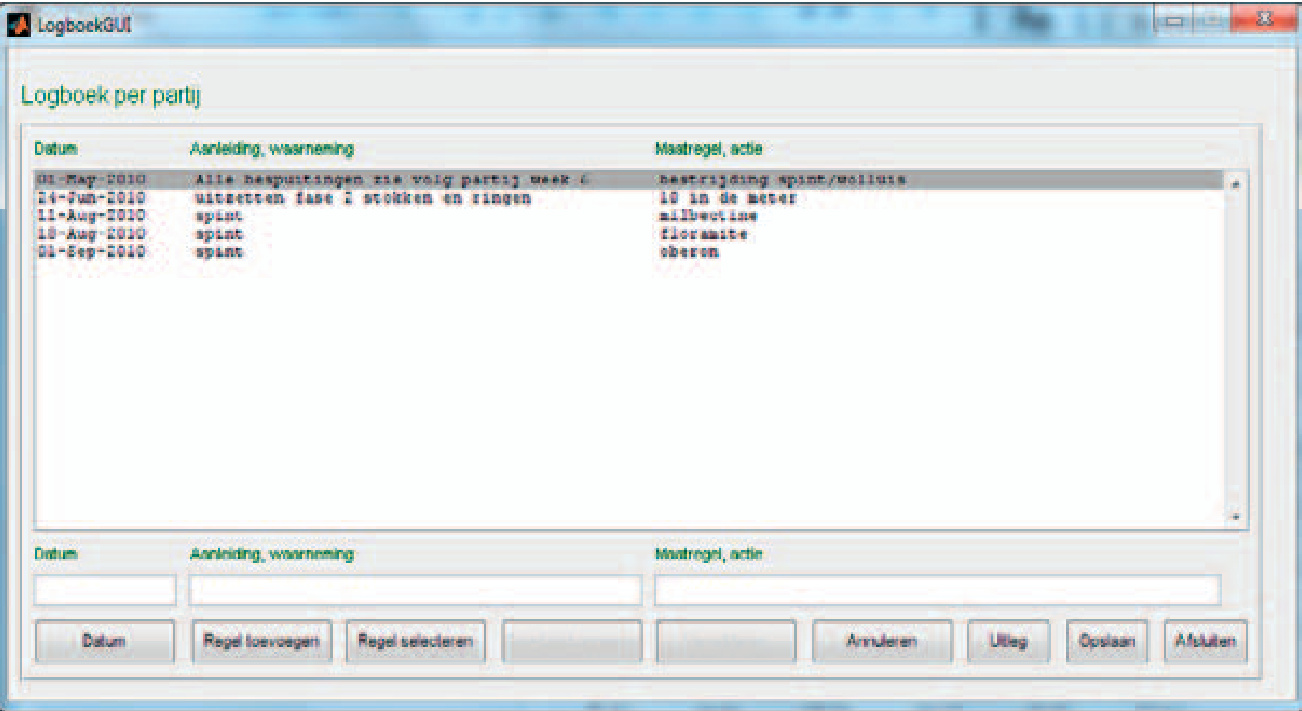 LogboekGUI
Logboek per partij
Datum Aanleiding, waarneming Maatregel, actie
01-May-2010 Alle bespuitingen zie volg partij week 6 bestrijding spint/wolluis
24-Jun-2010 uitzetten fase 2 stokken en ringen 10 in de meter
11-Aug-2010 spint milbectine
18-Aug-2010 spint floramite
01-Sep-2010 spint oberon
Datum Aanleiding, waarneming Maatregel, actie
Datum Regel toevoegen Regel selecteren Annuleren Uitleg Opslaan Afsluiten